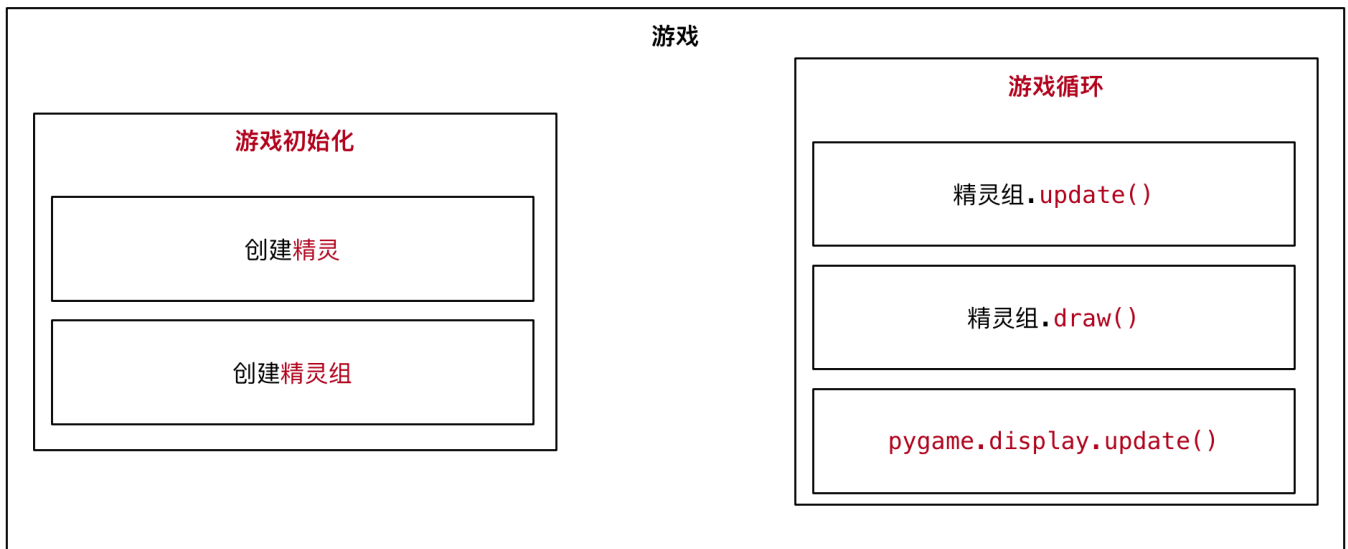 游戏
游戏初始化
创建精灵
创建精灵组
游戏循环
精灵组.update()
精灵组.draw()
pygame.display.update()